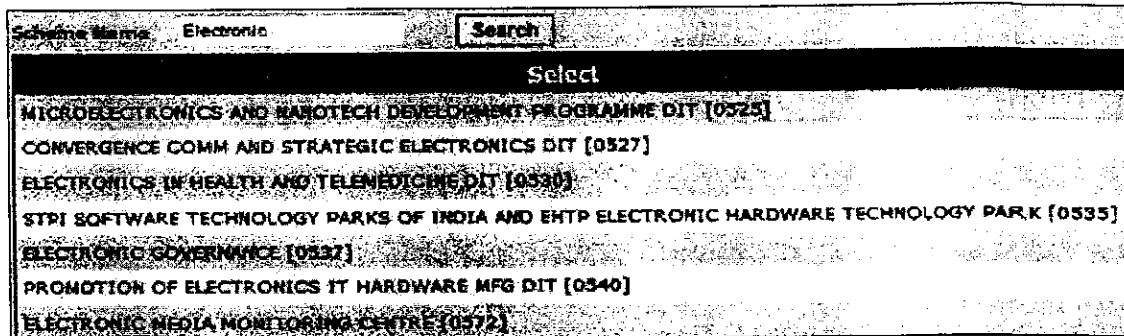 Scheme Name Electronic Search
Select
MICROELECTRONICS AND NANOTECH DEVELOPMENT PROGRAMME DIT [0525]
CONVERGENCE COMM AND STRATEGIC ELECTRONICS DIT [0527]
ELECTRONICS IN HEALTH AND TELEMEDICINE DIT [0530]
STPI SOFTWARE TECHNOLOGY PARKS OF INDIA AND EHTP ELECTRONIC HARDWARE TECHNOLOGY PARK [0535]
ELECTRONIC GOVERNANCE [0537]
PROMOTION OF ELECTRONICS IT HARDWARE MFG DIT [0540]
ELECTRONIC MEDIA MONITORING CENTRE [0572]